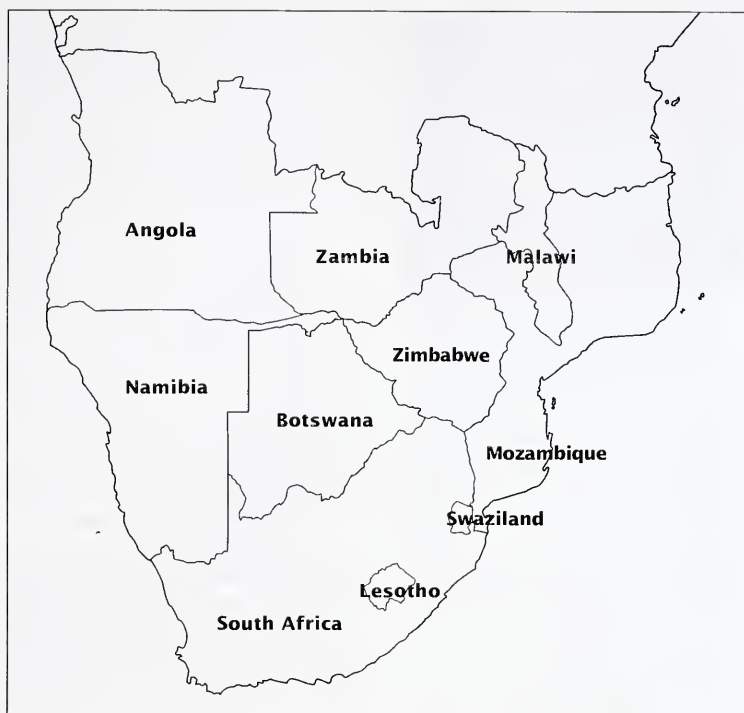 Angola
Zambia
Malawi
Zimbabwe
Namibia
Botswana
Mozambique
Swaziland
Lesotho
South Africa